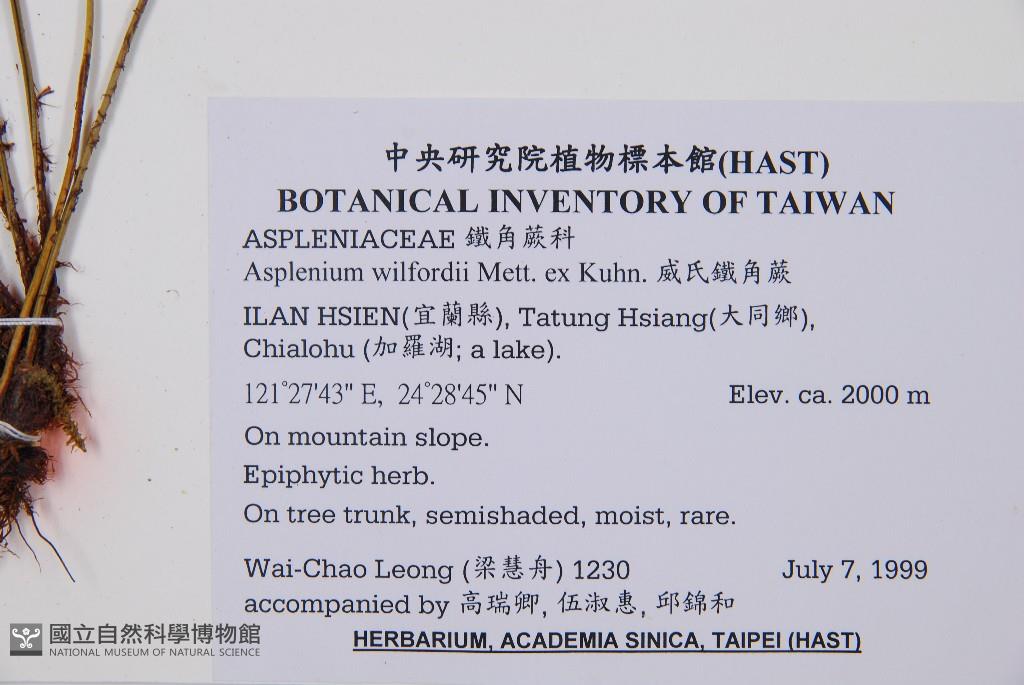 中央研究院植物標本館(HAST)
BOTANICAL INVENTORY OF TAIWAN
ASPLENIACEAE 鐵角蕨科
Asplenium wilfordii Mett. ex Kuhn. 威氏鐵角蕨
ILAN HSIEN(宜蘭縣), Tatung Hsiang(大同鄉),
Chialohu (加羅湖; a lake).
121°27'43" E, 24°28'45" N Elev. ca. 2000 m
On mountain slope.
Epiphytic herb.
On tree trunk, semishaded, moist, rare.
Wai-Chao Leong (梁慧舟) 1230 July 7, 1999
accompanied by 高瑞卿, 伍淑惠, 邱錦和
HERBARIUM, ACADEMIA SINICA, TAIPEI (HAST)
國立自然科學博物館
NATIONAL MUSEUM OF NATURAL SCIENCE